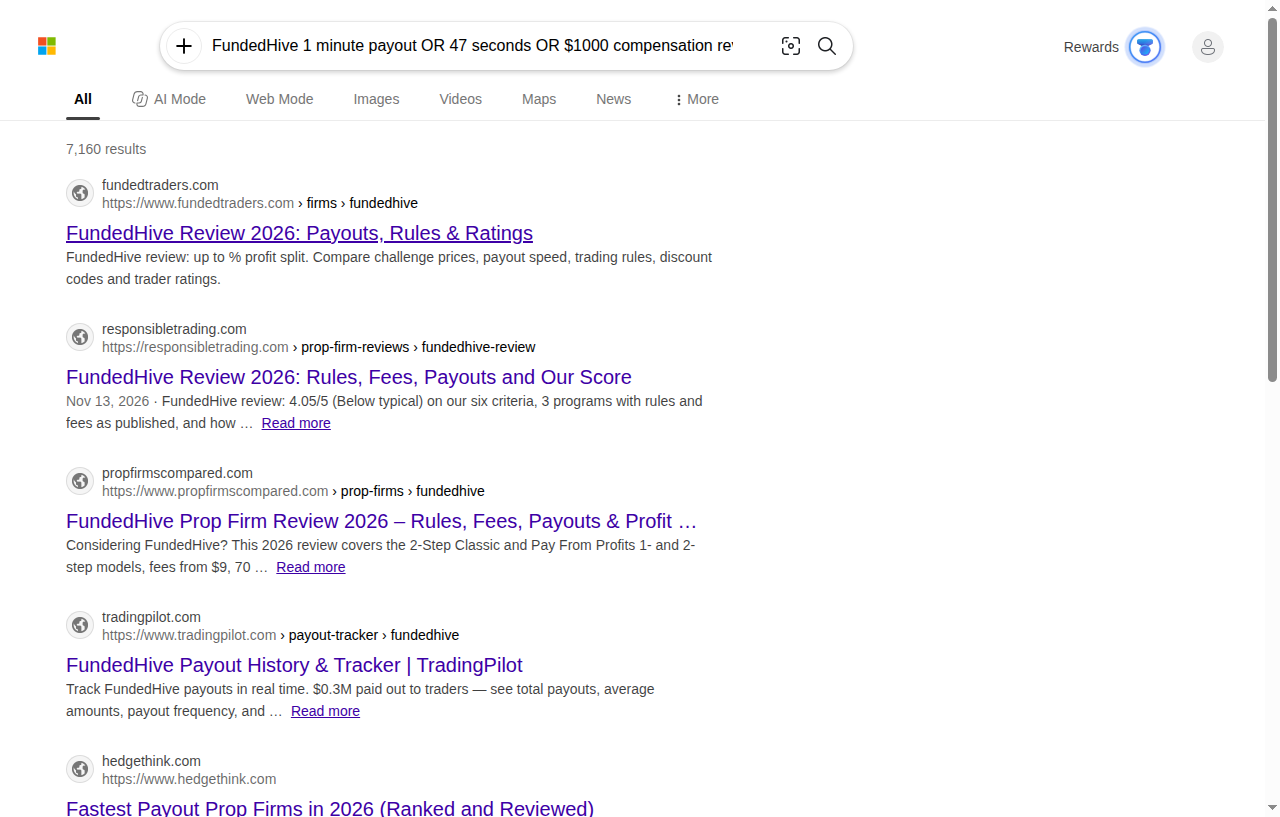 FundedHive 1 minute payout OR 47 seconds OR $1000 compensation re
Rewards
All
AI Mode
Web Mode
Images
Videos
Maps
News
More
7,160 results
fundedtraders.com
https://www.fundedtraders.com › firms › fundedhive
FundedHive Review 2026: Payouts, Rules & Ratings
FundedHive review: up to % profit split. Compare challenge prices, payout speed, trading rules, discount
codes and trader ratings.
responsibletrading.com
https://responsibletrading.com › prop-firm-reviews › fundedhive-review
FundedHive Review 2026: Rules, Fees, Payouts and Our Score
Nov 13, 2026 · FundedHive review: 4.05/5 (Below typical) on our six criteria, 3 programs with rules and
fees as published, and how … Read more
propfirmscompared.com
https://www.propfirmscompared.com › prop-firms › fundedhive
FundedHive Prop Firm Review 2026 – Rules, Fees, Payouts & Profit …
Considering FundedHive? This 2026 review covers the 2-Step Classic and Pay From Profits 1- and 2-
step models, fees from $9, 70 … Read more
tradingpilot.com
https://www.tradingpilot.com › payout-tracker › fundedhive
FundedHive Payout History & Tracker | TradingPilot
Track FundedHive payouts in real time. $0.3M paid out to traders — see total payouts, average
amounts, payout frequency, and … Read more
hedgethink.com
https://www.hedgethink.com
Fastest Payout Prop Firms in 2026 (Ranked and Reviewed)